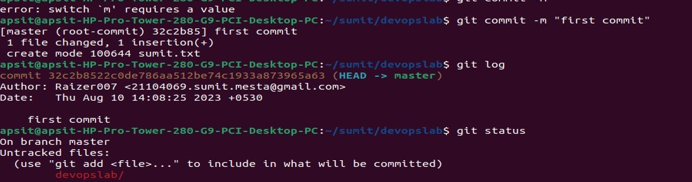 error: switch `m' requires a value
apsit@apsit-HP-Pro-Tower-280-G9-PCI-Desktop-PC:~/sumit/devopslab$ git commit -m "first commit"
[master (root-commit) 32c2b85] first commit
 1 file changed, 1 insertion(+)
 create mode 100644 sumit.txt
apsit@apsit-HP-Pro-Tower-280-G9-PCI-Desktop-PC:~/sumit/devopslab$ git log
commit 32c2b8522c0de786aa512be74c1933a873965a63 (HEAD -> master)
Author: Raizer007 <21104069.sumit.mesta@gmail.com>
Date:   Thu Aug 10 14:08:25 2023 +0530
    first commit
apsit@apsit-HP-Pro-Tower-280-G9-PCI-Desktop-PC:~/sumit/devopslab$ git status
On branch master
Untracked files:
  (use "git add <file>..." to include in what will be committed)
        devopslab/